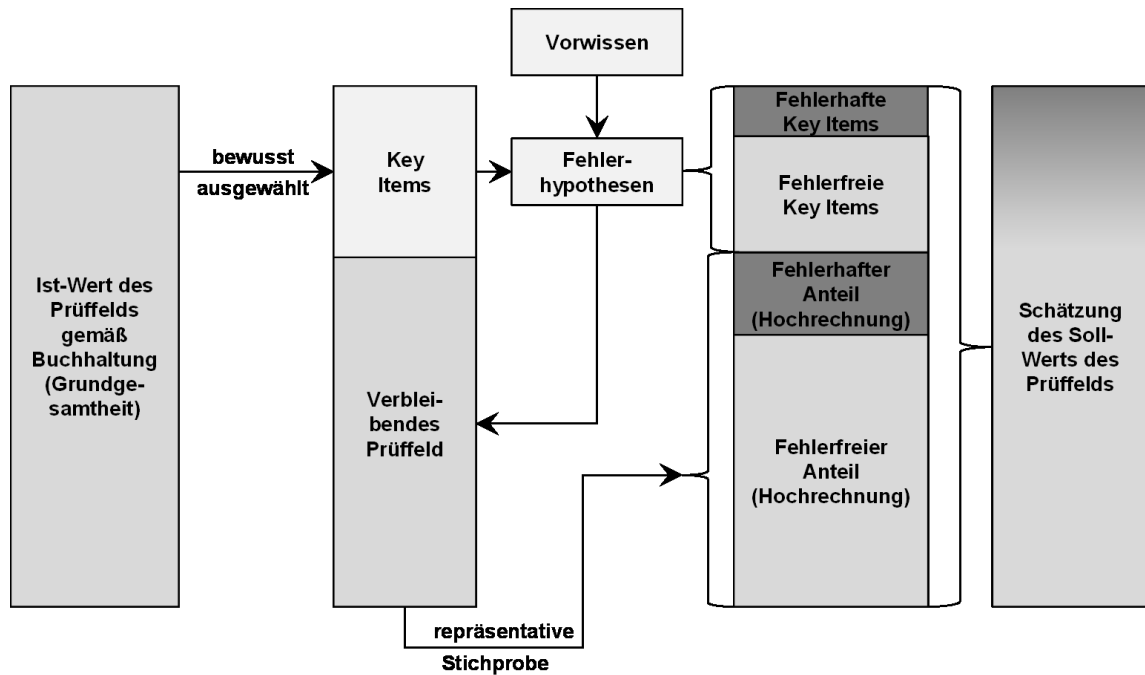 Vorwissen
Ist-Wert des
Prüffelds
gemäß
Buchhaltung
(Grundge-
samtheit)
bewusst
ausgewählt
Key
Items
Verblei-
bendes
Prüffeld
Fehler-
hypothesen
repräsentative
Stichprobe
Fehlerhafte
Key Items
Fehlerfreie
Key Items
Fehlerhafter
Anteil
(Hochrechnung)
Fehlerfreier
Anteil
(Hochrechnung)
Schätzung
des Soll-
Werts des
Prüffelds